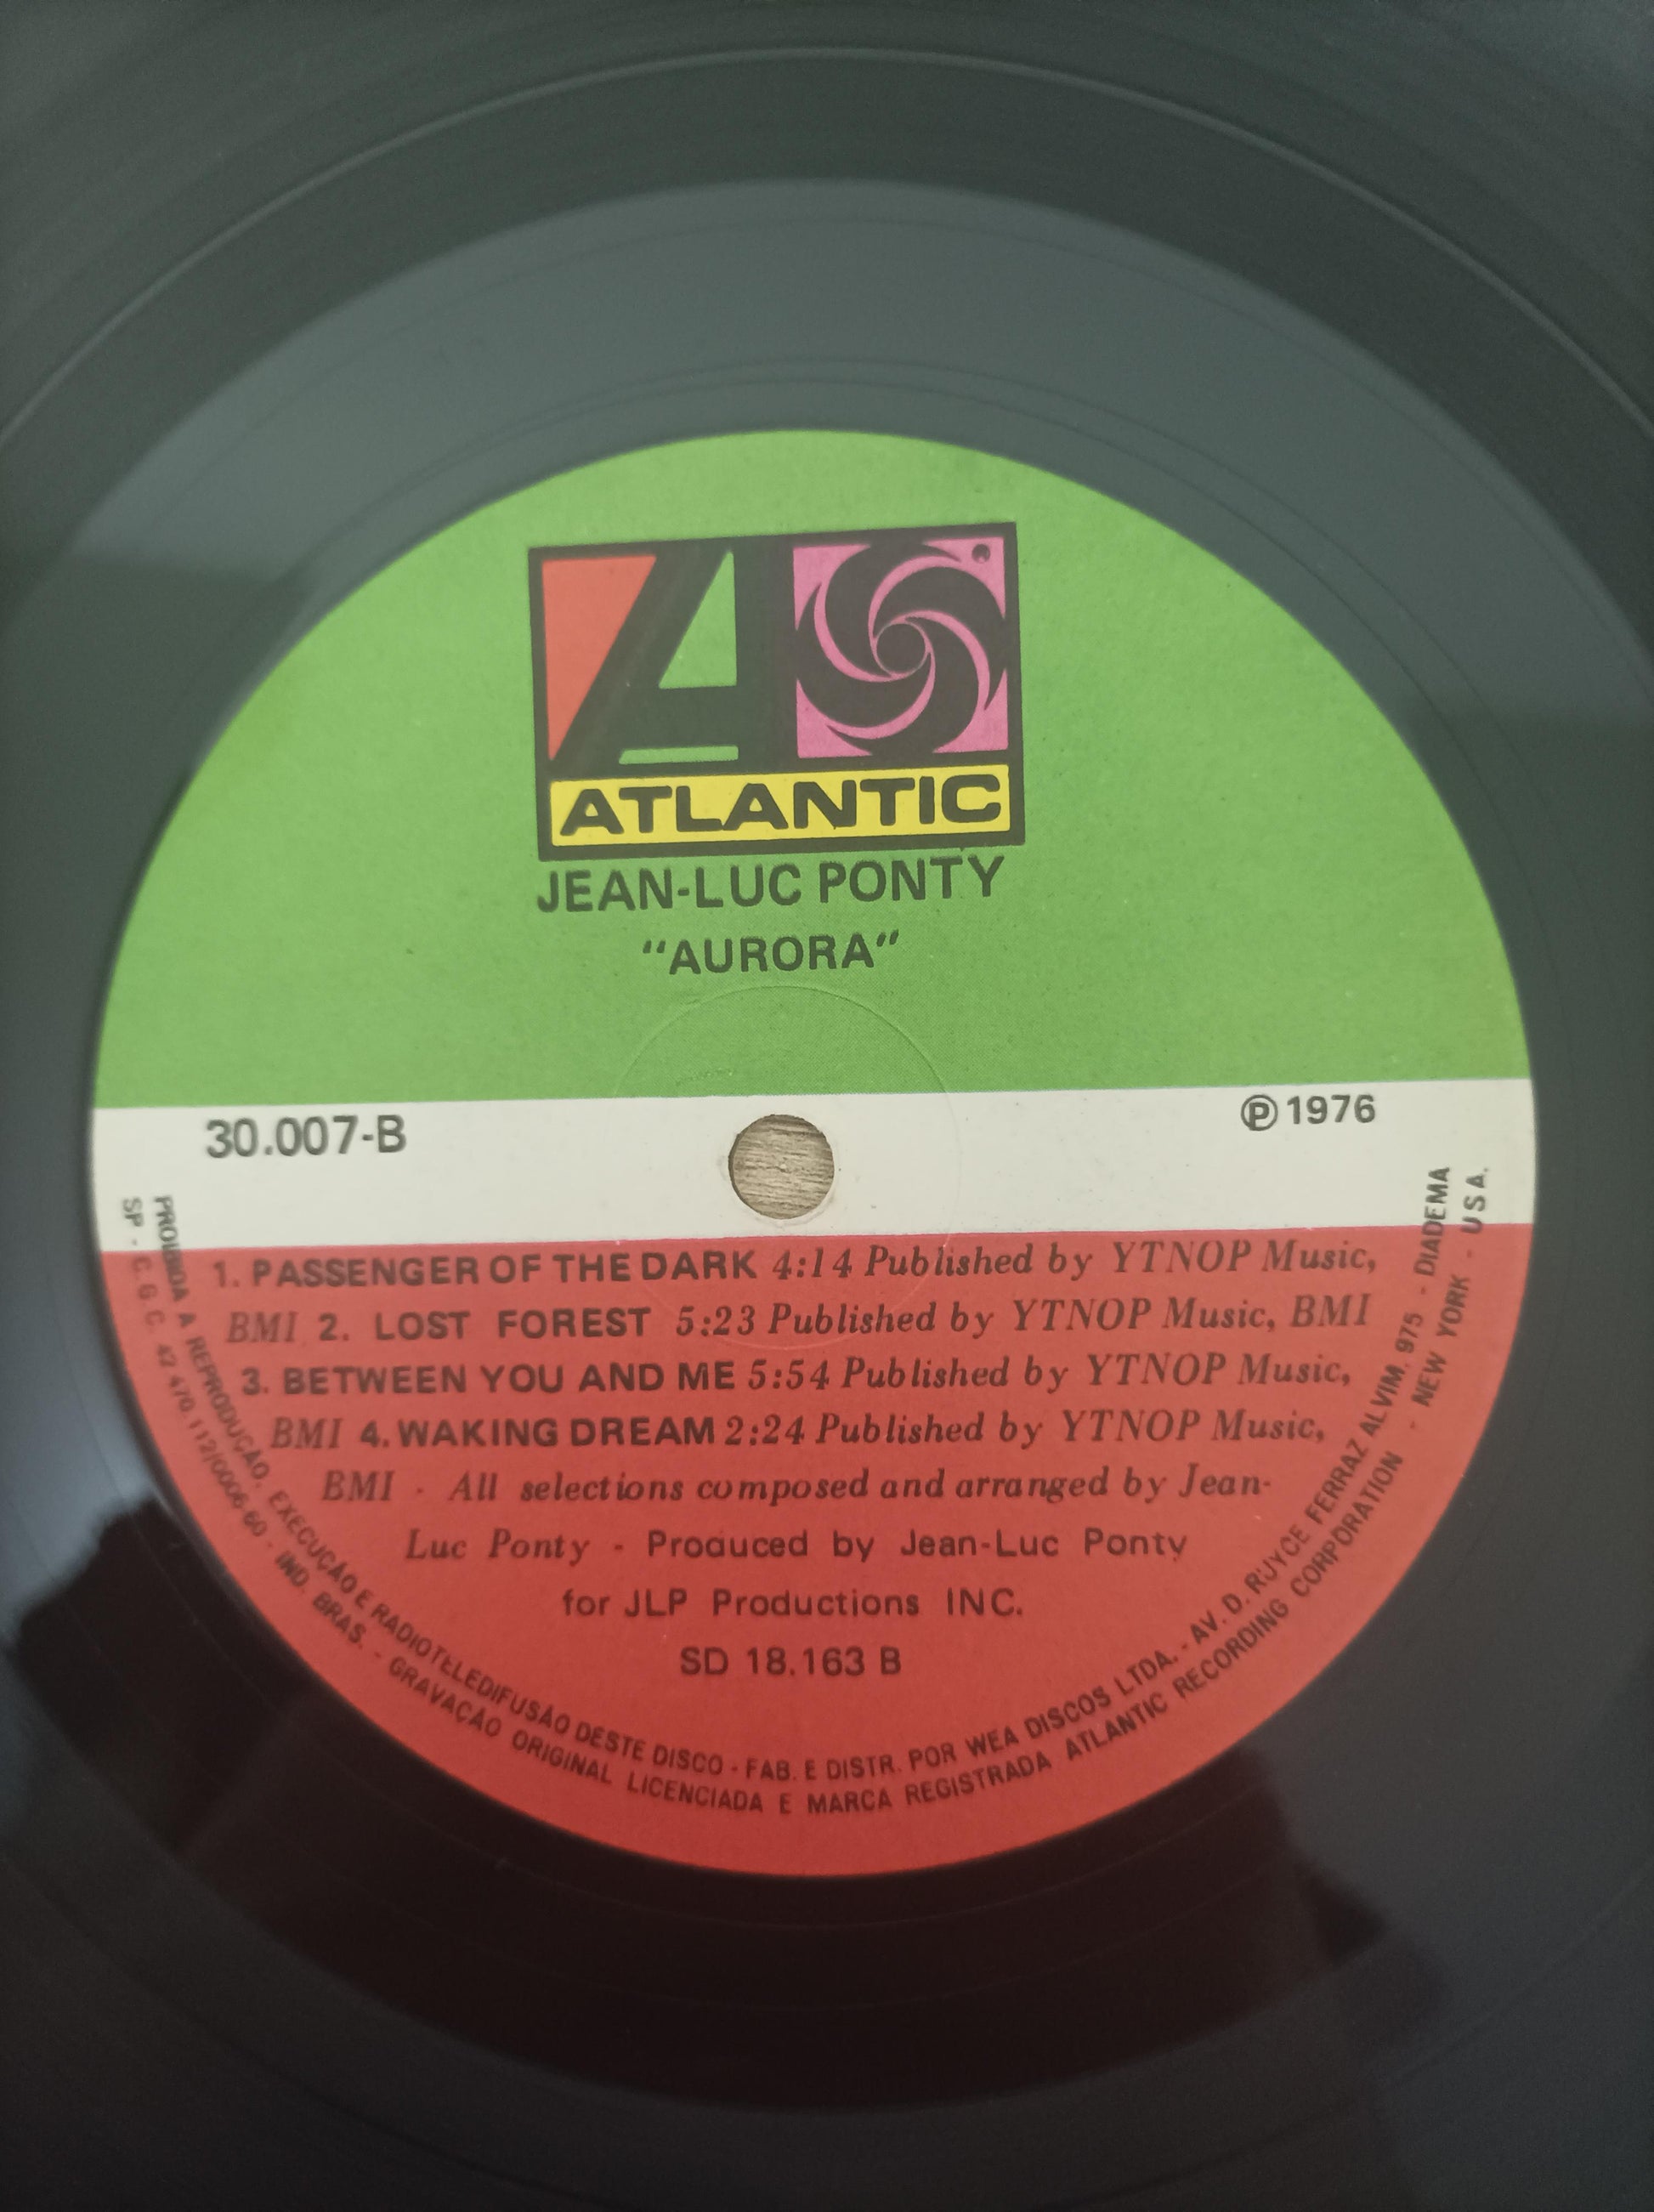 ATLANTIC
JEAN-LUC PONTY
"AURORA"
30.007-B
℗ 1976
1. PASSENGER OF THE DARK 4:14 Published by YTNOP Music,
BMI 2. LOST FOREST 5:23 Published by YTNOP Music, BMI
3. BETWEEN YOU AND ME 5:54 Published by YTNOP Music,
BMI 4. WAKING DREAM 2:24 Published by YTNOP Music,
BMI · All selections composed and arranged by Jean-
Luc Ponty - Produced by Jean-Luc Ponty
for JLP Productions INC.
SD 18.163 B
PROIBIDA A REPRODUÇÃO, EXECUÇÃO E RADIOTELEDIFUSÃO DESTE DISCO - FAB. E DISTR. POR WEA DISCOS LTDA. - AV. D. RUYCE FERRAZ ALVIM, 975 - DIADEMA
SP - C.G.C. 42 470.112/0006-60 - IND. BRAS. - GRAVAÇÃO ORIGINAL LICENCIADA E MARCA REGISTRADA ATLANTIC RECORDING CORPORATION - NEW YORK - USA.